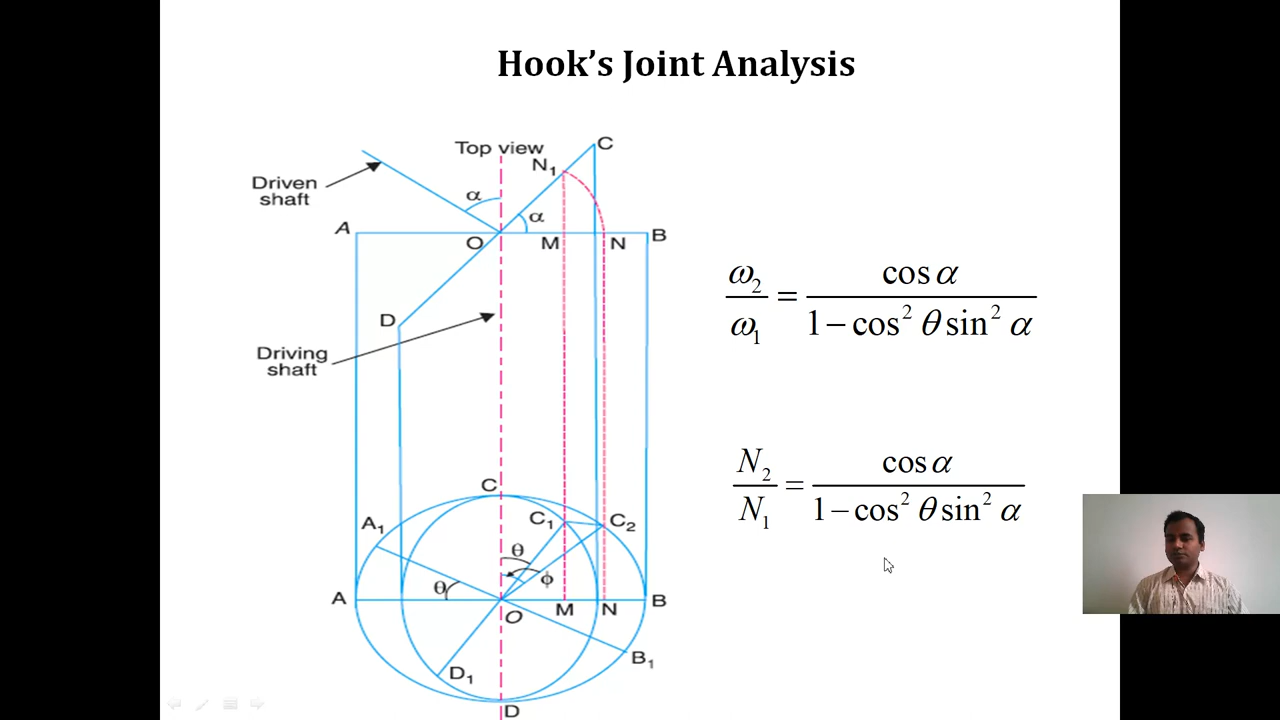 Hook's Joint Analysis
Top view
C
N₁
Driven
shaft
α
α
A
O
M
N
B
D
Driving
shaft
ω₂/ω₁ = cos α / (1 − cos² θ sin² α)
N₂/N₁ = cos α / (1 − cos² θ sin² α)
C
A₁
C₁
C₂
θ
φ
θ
A
O
M
N
B
D₁
B₁
D